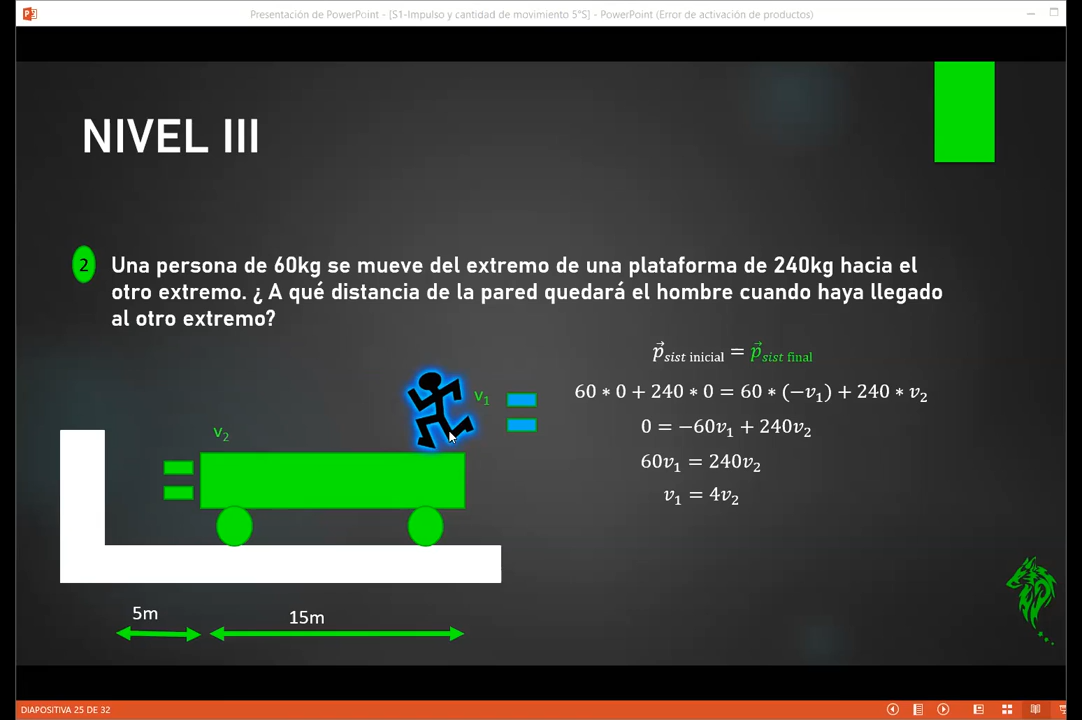 Presentación de PowerPoint - [S1-Impulso y cantidad de movimiento 5°S] - PowerPoint (Error de activación de productos)
NIVEL III
2 Una persona de 60kg se mueve del extremo de una plataforma de 240kg hacia el
otro extremo. ¿ A qué distancia de la pared quedará el hombre cuando haya llegado
al otro extremo?
p⃗sist inicial = p⃗sist final
60 ∗ 0 + 240 ∗ 0 = 60 ∗ (−v₁) + 240 ∗ v₂
0 = −60v₁ + 240v₂
60v₁ = 240v₂
v₁ = 4v₂
v₁
v₂
5m
15m
DIAPOSITIVA 25 DE 32